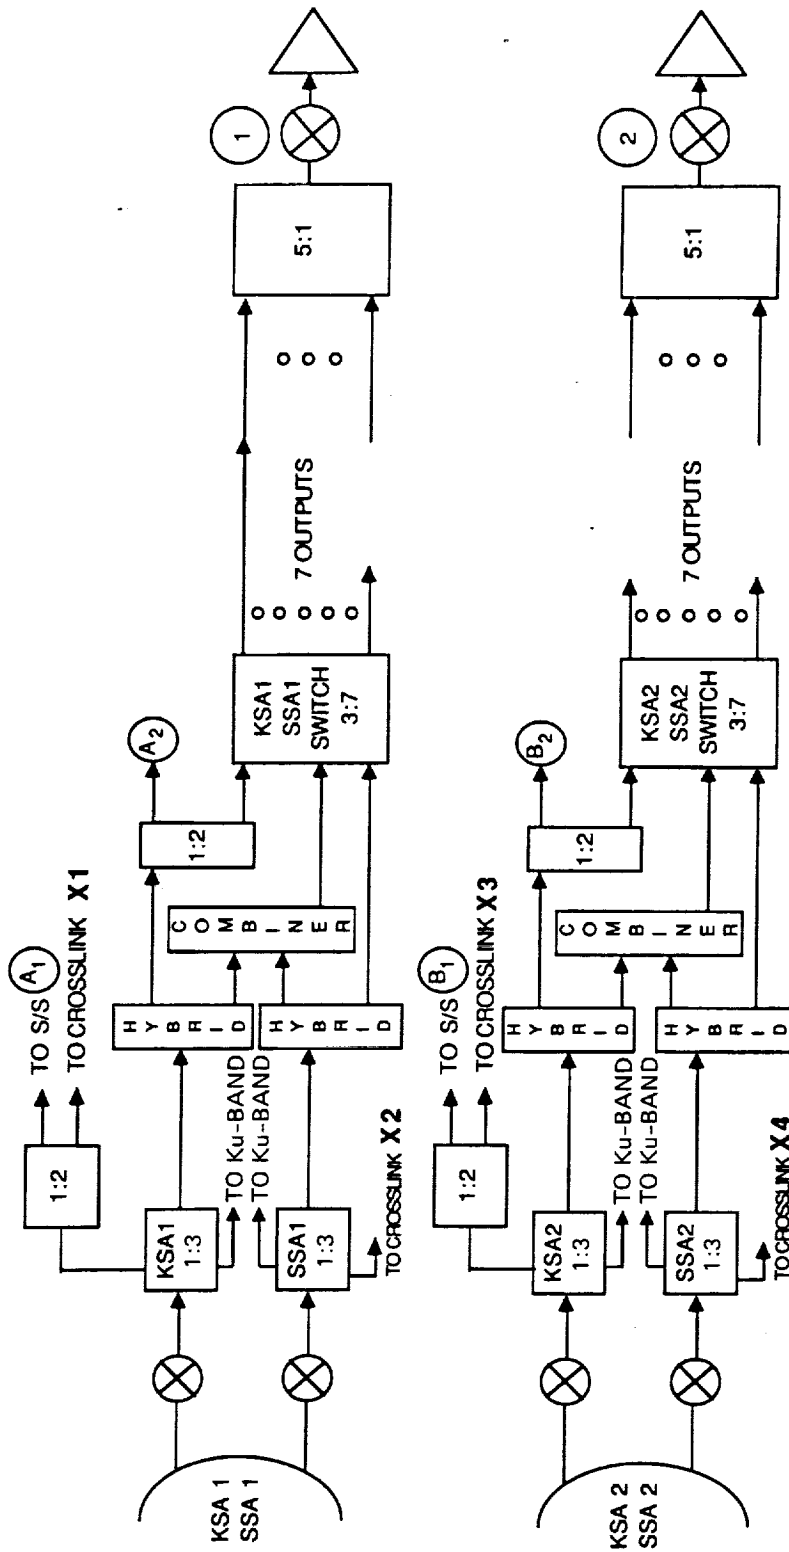 KSA 1
SSA 1
KSA1
1:3
SSA1
1:3
1:2
TO S/S A1
TO CROSSLINK X1
TO Ku-BAND
TO Ku-BAND
TO CROSSLINK X2
HYBRID
HYBRID
COMBINER
1:2
A2
KSA1
SSA1
SWITCH
3:7
7 OUTPUTS
5:1
1
KSA 2
SSA 2
KSA2
1:3
SSA2
1:3
1:2
TO S/S B1
TO CROSSLINK X3
TO Ku-BAND
TO Ku-BAND
TO CROSSLINK X4
HYBRID
HYBRID
COMBINER
1:2
B2
KSA2
SSA2
SWITCH
3:7
7 OUTPUTS
5:1
2